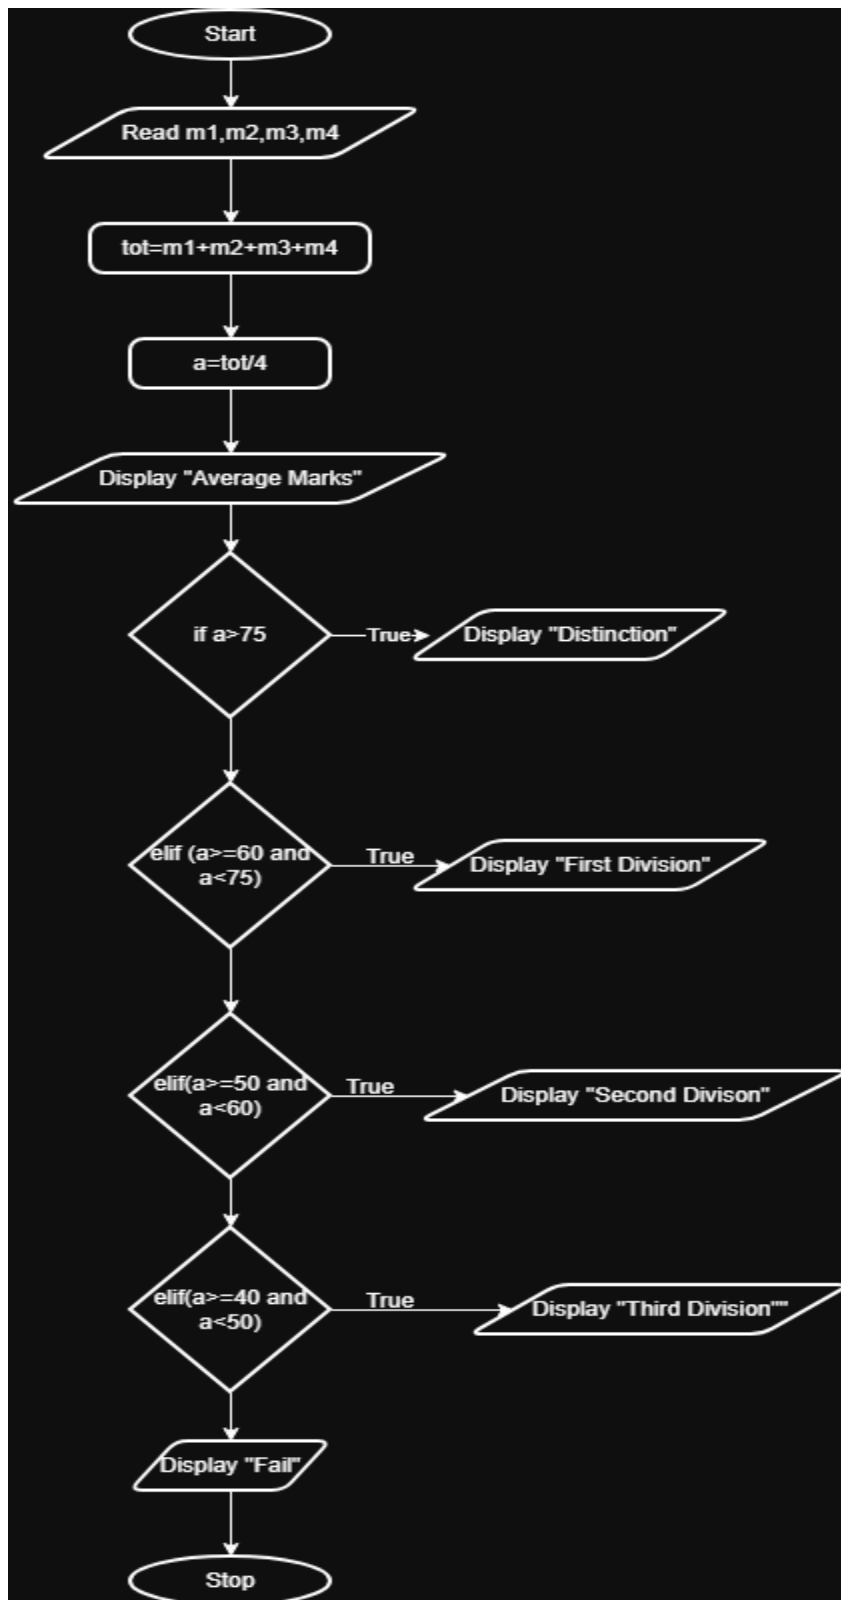 Start
Read m1,m2,m3,m4
tot=m1+m2+m3+m4
a=tot/4
Display "Average Marks"
if a>75
True
Display "Distinction"
elif (a>=60 and
a<75)
True
Display "First Division"
elif(a>=50 and
a<60)
True
Display "Second Divison"
elif(a>=40 and
a<50)
True
Display "Third Division""
Display "Fail"
Stop